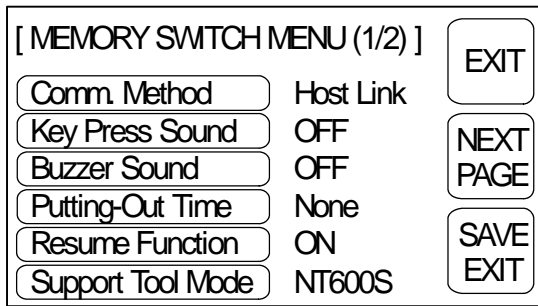 [ MEMORY SWITCH MENU (1/2) ]
EXIT
Comm. Method Host Link
Key Press Sound OFF
NEXT
Buzzer Sound OFF
PAGE
Putting-Out Time None
Resume Function ON
SAVE
Support Tool Mode NT600S
EXIT